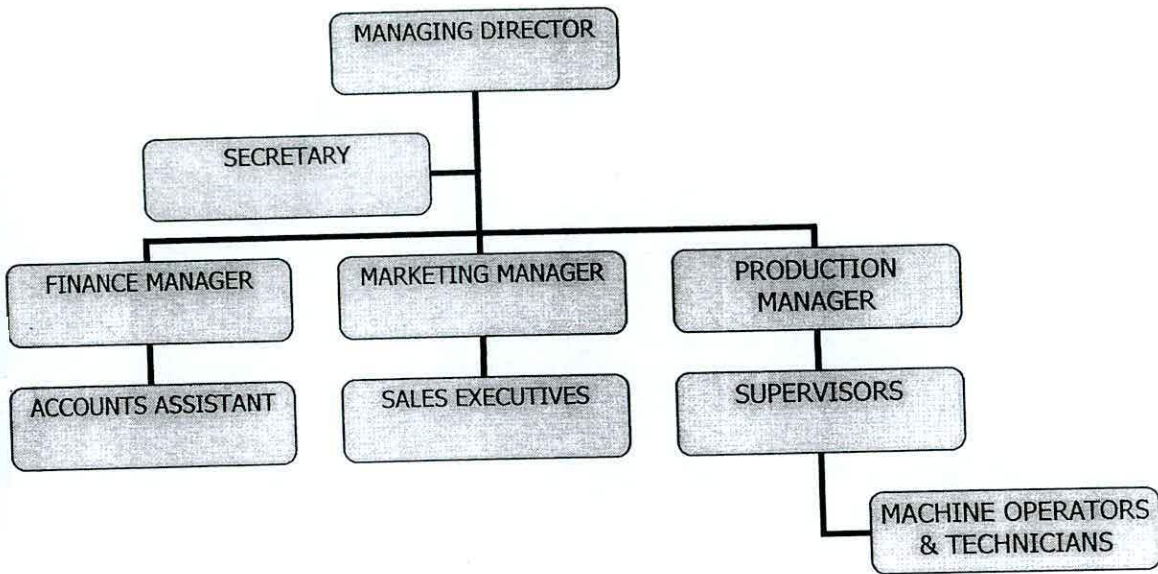 MANAGING DIRECTOR
SECRETARY
FINANCE MANAGER
MARKETING MANAGER
PRODUCTION
MANAGER
ACCOUNTS ASSISTANT
SALES EXECUTIVES
SUPERVISORS
MACHINE OPERATORS
& TECHNICIANS